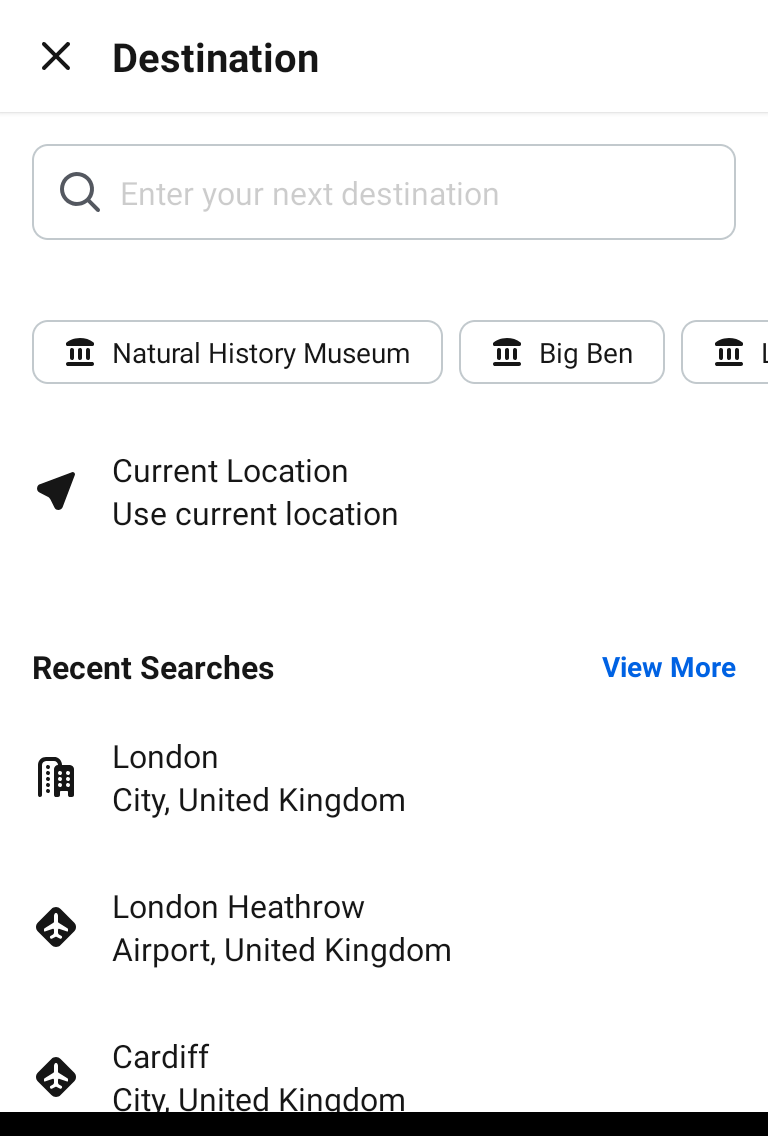 Destination
Enter your next destination
Natural History Museum
Big Ben
Current Location
Use current location
Recent Searches
View More
London
City, United Kingdom
London Heathrow
Airport, United Kingdom
Cardiff
City, United Kingdom